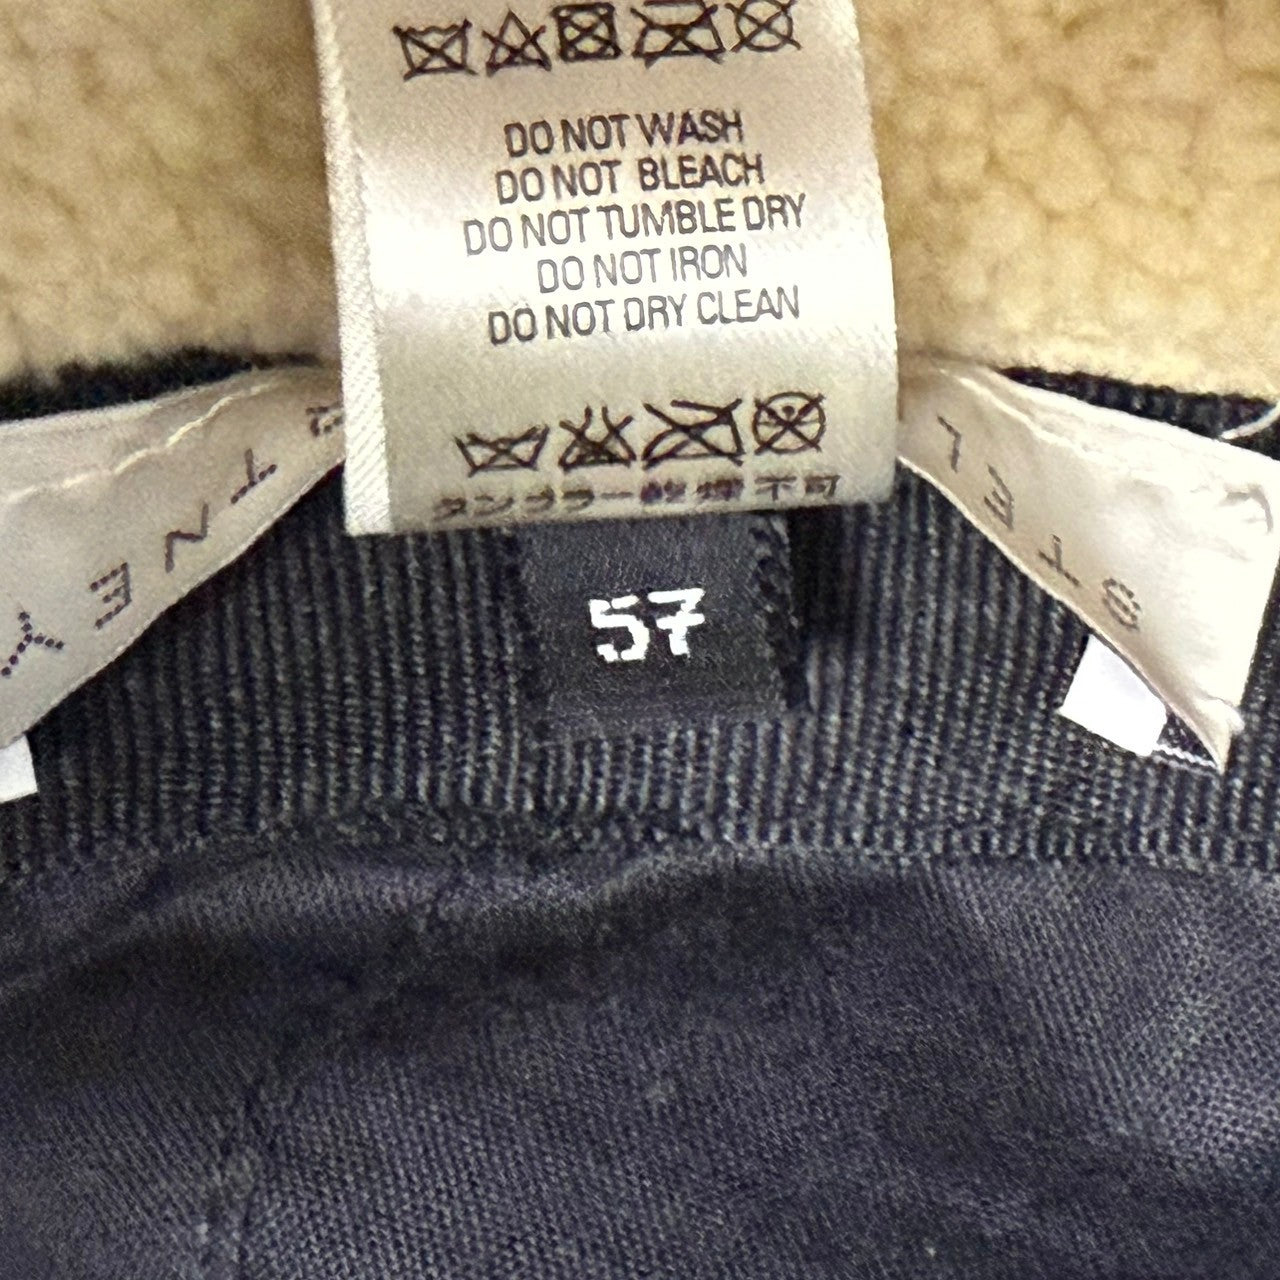 DO NOT WASH
DO NOT BLEACH
DO NOT TUMBLE DRY
DO NOT IRON
DO NOT DRY CLEAN
タンブラー乾燥不可
57